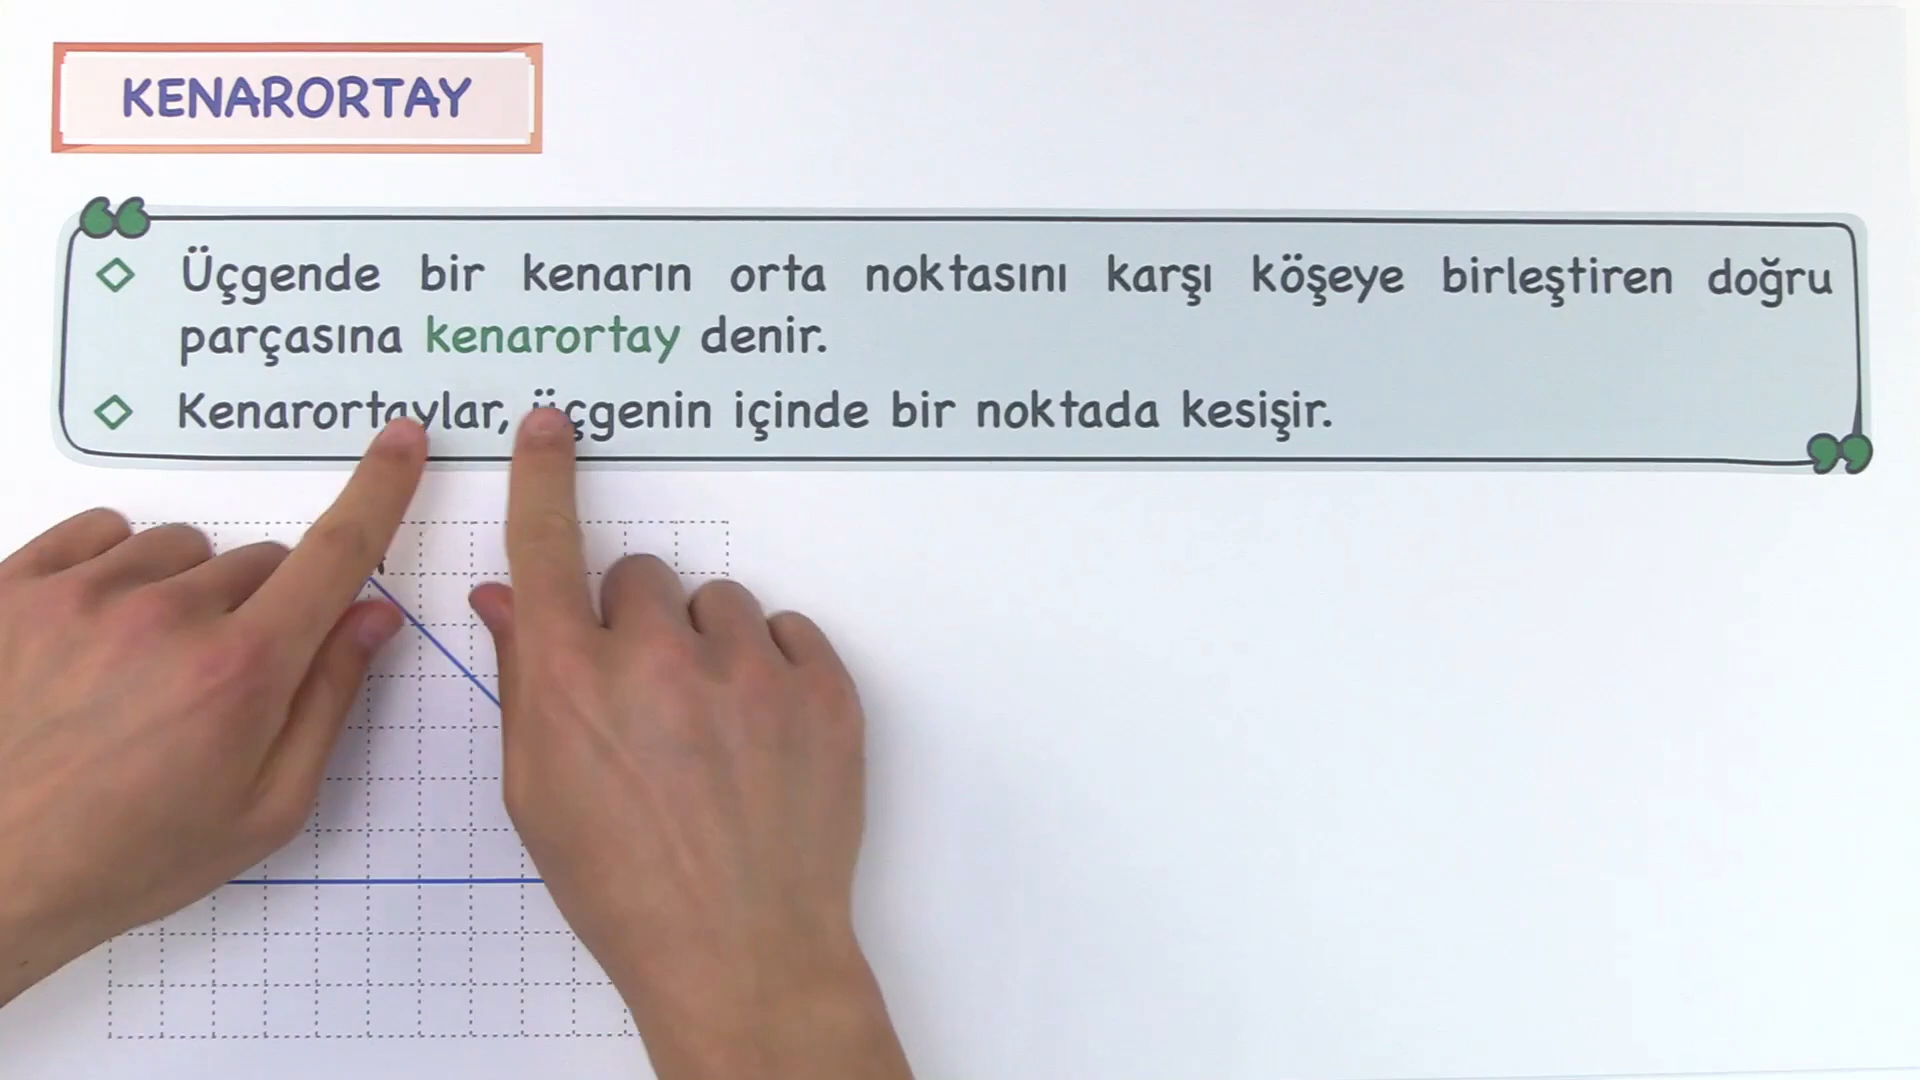 KENARORTAY
Üçgende bir kenarın orta noktasını karşı köşeye birleştiren doğru
parçasına kenarortay denir.
Kenarortaylar, üçgenin içinde bir noktada kesişir.